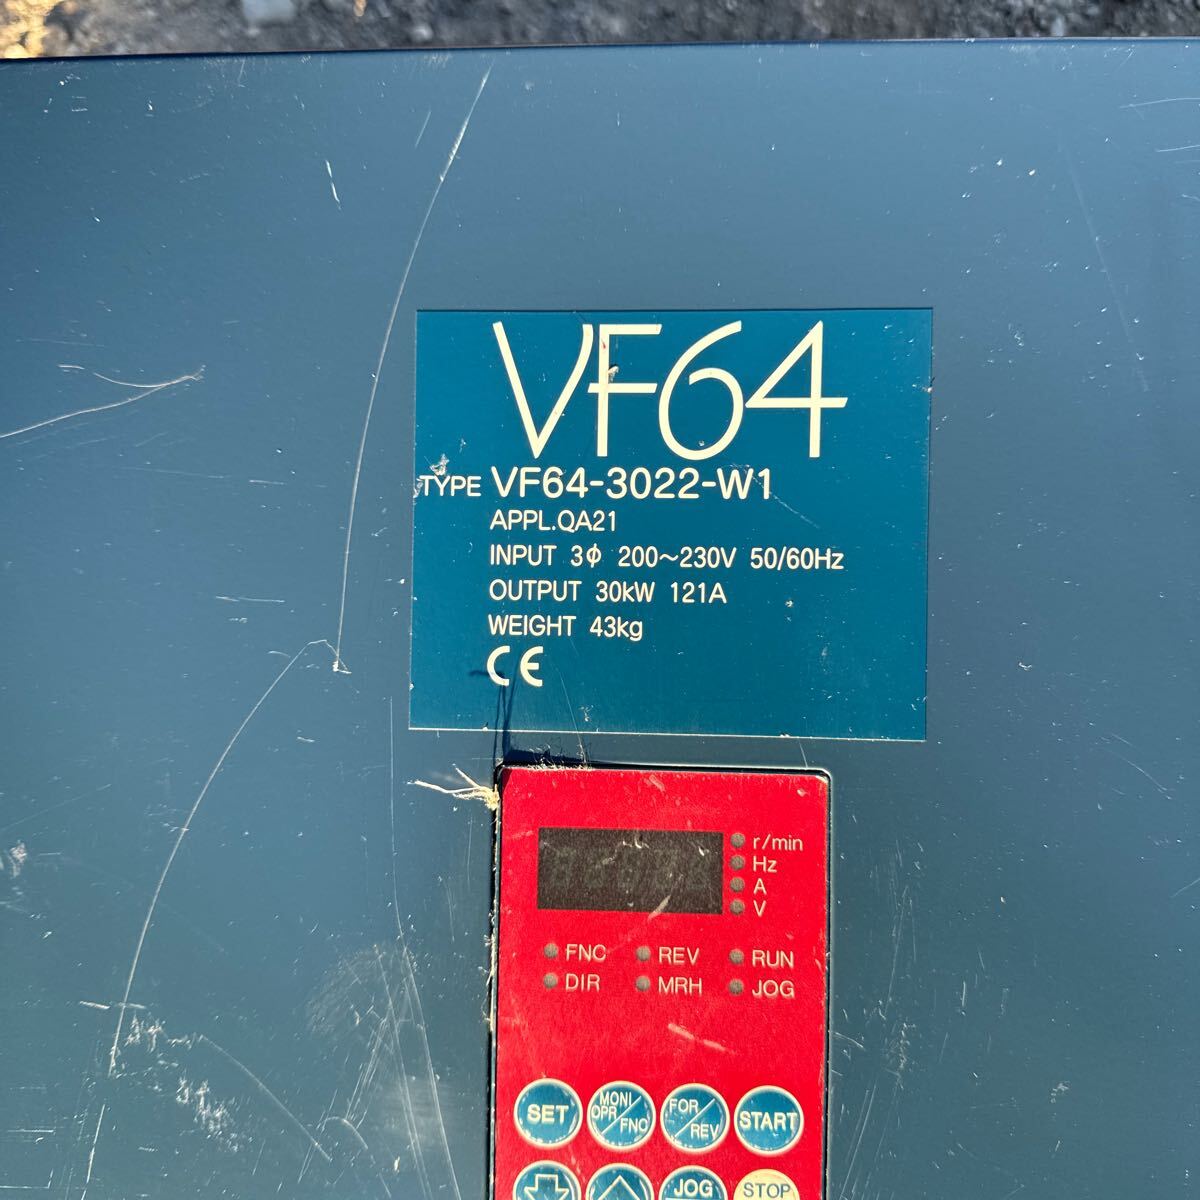 VF64
TYPE VF64-3022-W1
APPL.QA21
INPUT 3φ 200~230V 50/60Hz
OUTPUT 30kW 121A
WEIGHT 43kg
CE
r/min
Hz
A
V
FNC REV RUN
DIR MRH JOG
SET MONI OPR/FNC FOR/REV START
JOG STOP